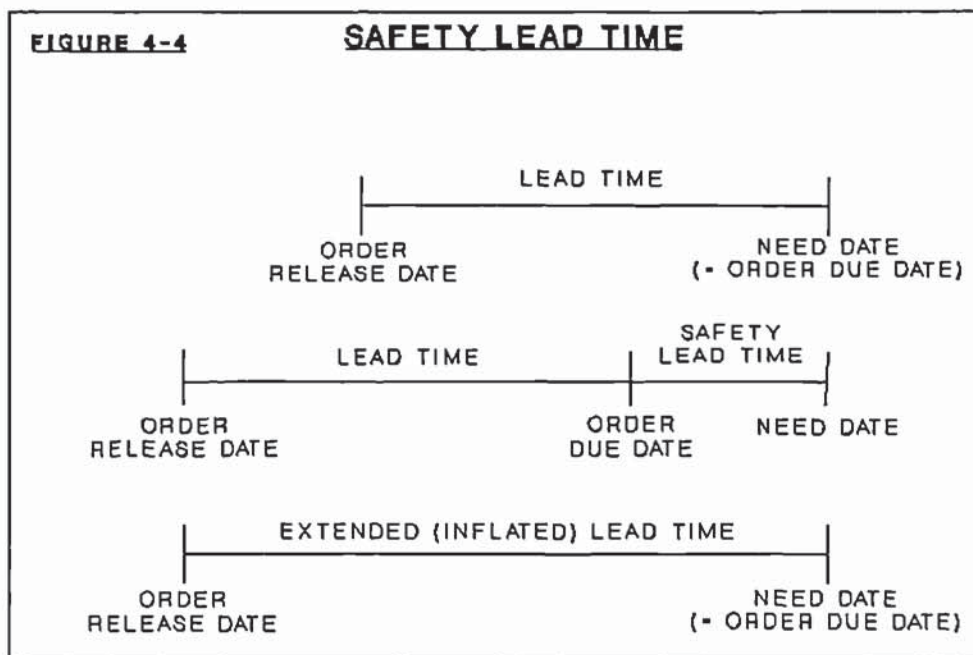 FIGURE 4-4
SAFETY LEAD TIME
LEAD TIME
ORDER
RELEASE DATE
NEED DATE
(- ORDER DUE DATE)
LEAD TIME
SAFETY
LEAD TIME
ORDER
RELEASE DATE
ORDER
DUE DATE
NEED DATE
EXTENDED (INFLATED) LEAD TIME
ORDER
RELEASE DATE
NEED DATE
(- ORDER DUE DATE)